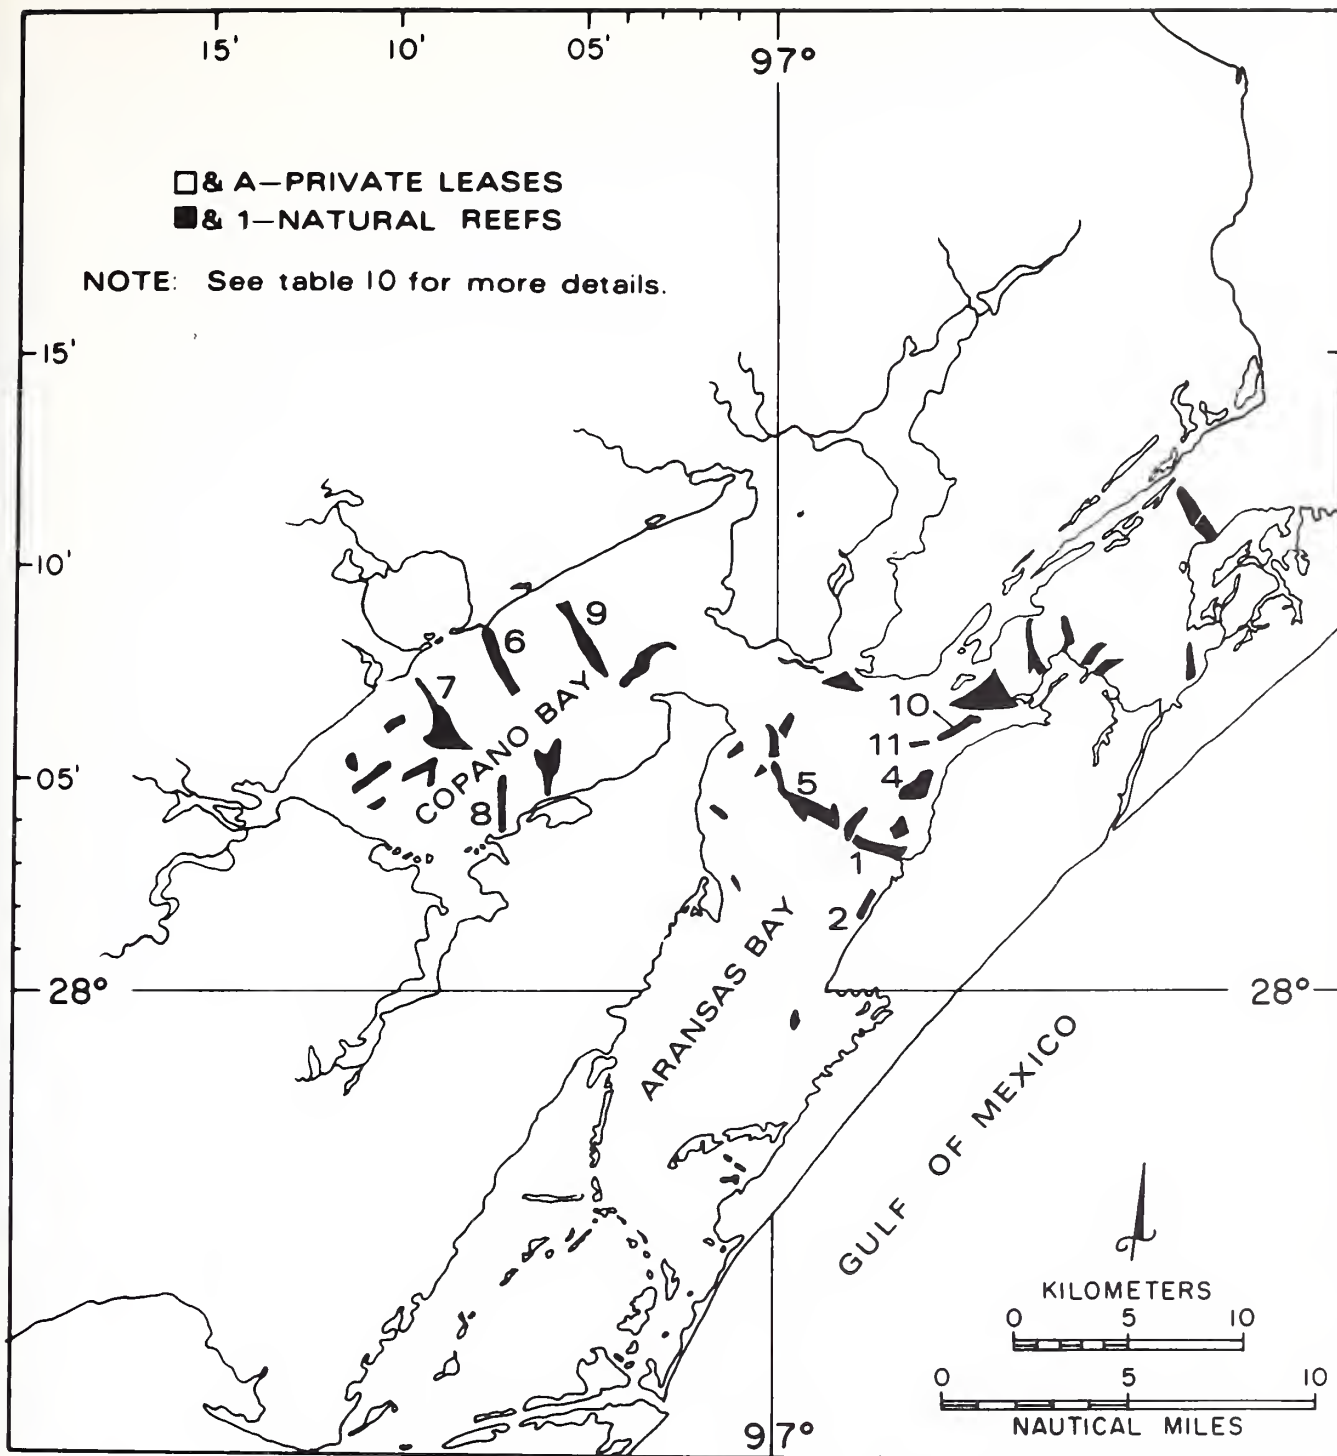 15' 10' 05' 97°
□& A–PRIVATE LEASES
■& 1–NATURAL REEFS
NOTE: See table 10 for more details.
15'
10'
9
6
7
10
11
05'
5
4
COPANO BAY
8
1
2
ARANSAS BAY
28° 28°
GULF OF MEXICO
KILOMETERS
0 5 10
0 5 10
NAUTICAL MILES
97°